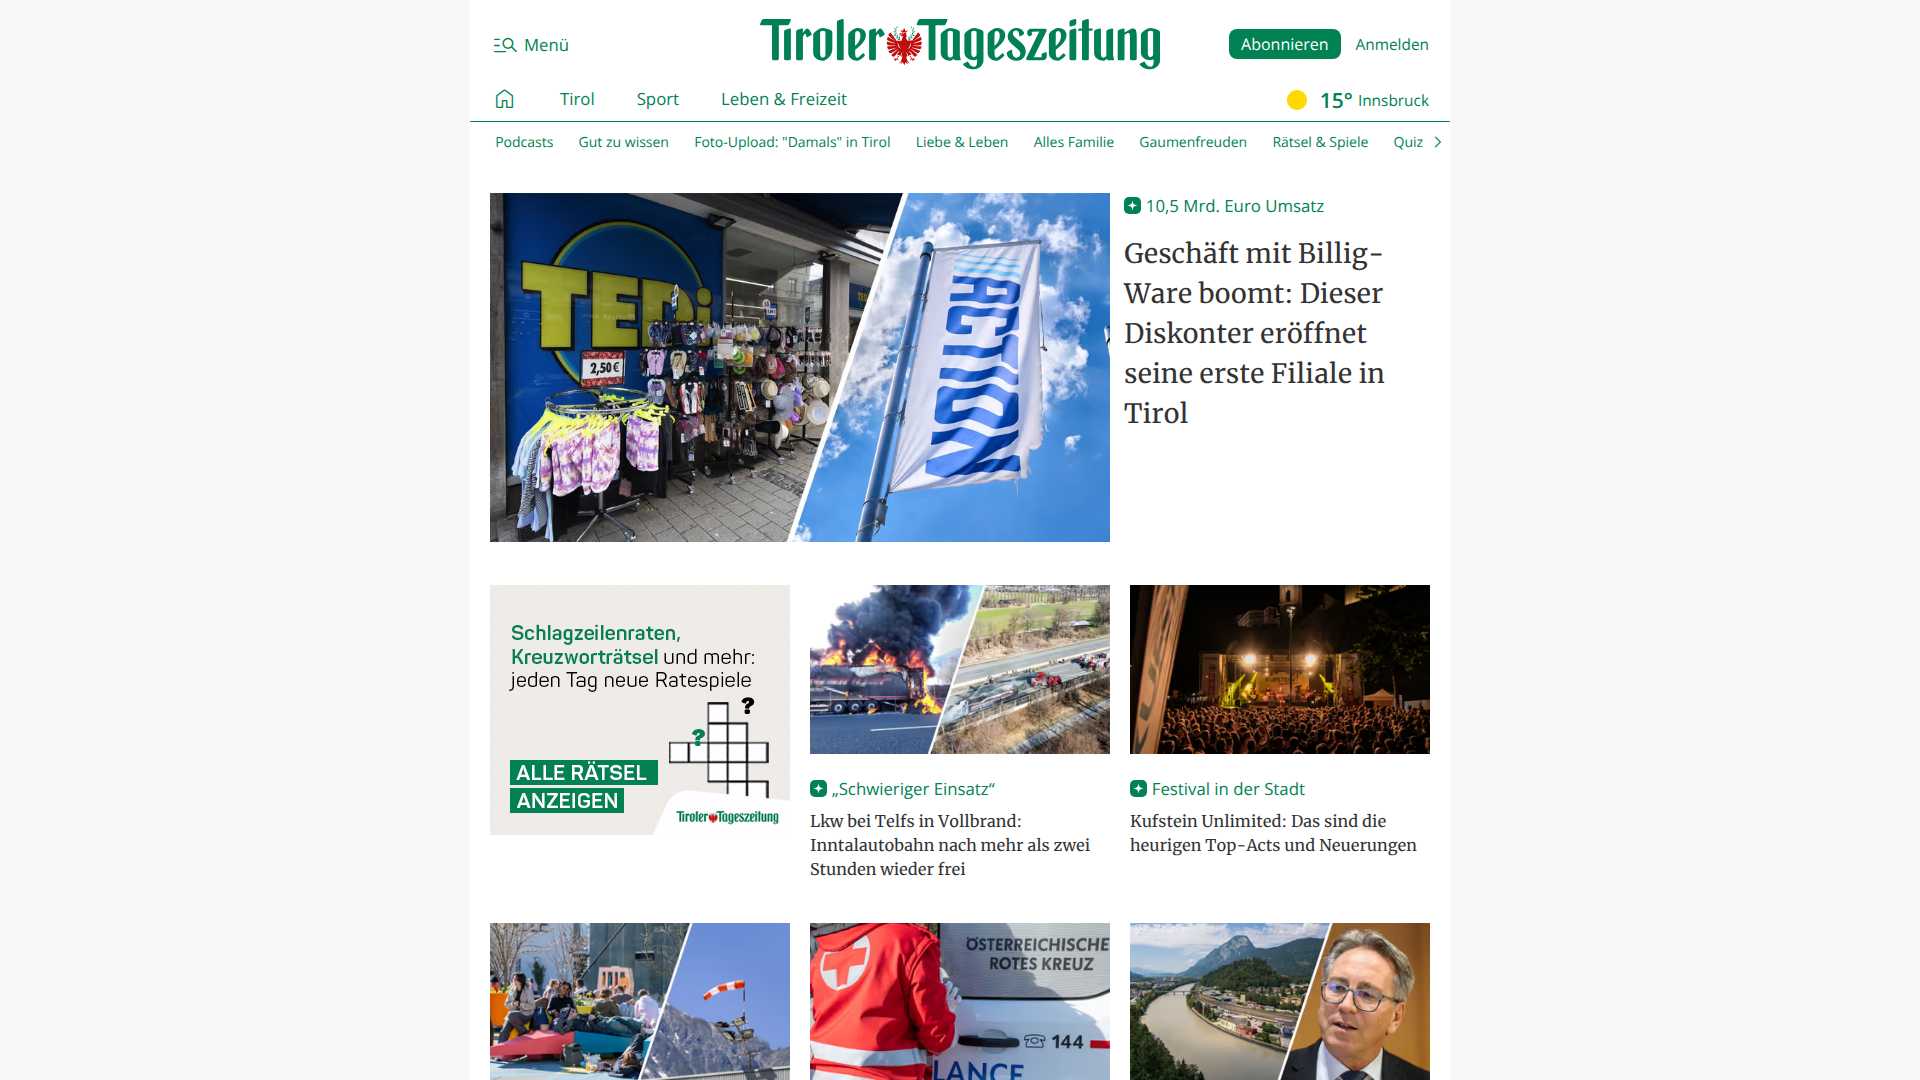 Menü
Tiroler Tageszeitung
Abonnieren
Anmelden
Tirol
Sport
Leben & Freizeit
15° Innsbruck
Podcasts
Gut zu wissen
Foto-Upload: "Damals" in Tirol
Liebe & Leben
Alles Familie
Gaumenfreuden
Rätsel & Spiele
Quiz
TEDi
2,50 €
ACTION
10,5 Mrd. Euro Umsatz
Geschäft mit Billig-
Ware boomt: Dieser
Diskonter eröffnet
seine erste Filiale in
Tirol
Schlagzeilenraten,
Kreuzworträtsel und mehr:
jeden Tag neue Ratespiele
?
?
ALLE RÄTSEL
ANZEIGEN
Tiroler Tageszeitung
„Schwieriger Einsatz“
Lkw bei Telfs in Vollbrand:
Inntalautobahn nach mehr als zwei
Stunden wieder frei
Festival in der Stadt
Kufstein Unlimited: Das sind die
heurigen Top-Acts und Neuerungen
ÖSTERREICHISCHE
ROTES KREUZ
144
LANCE